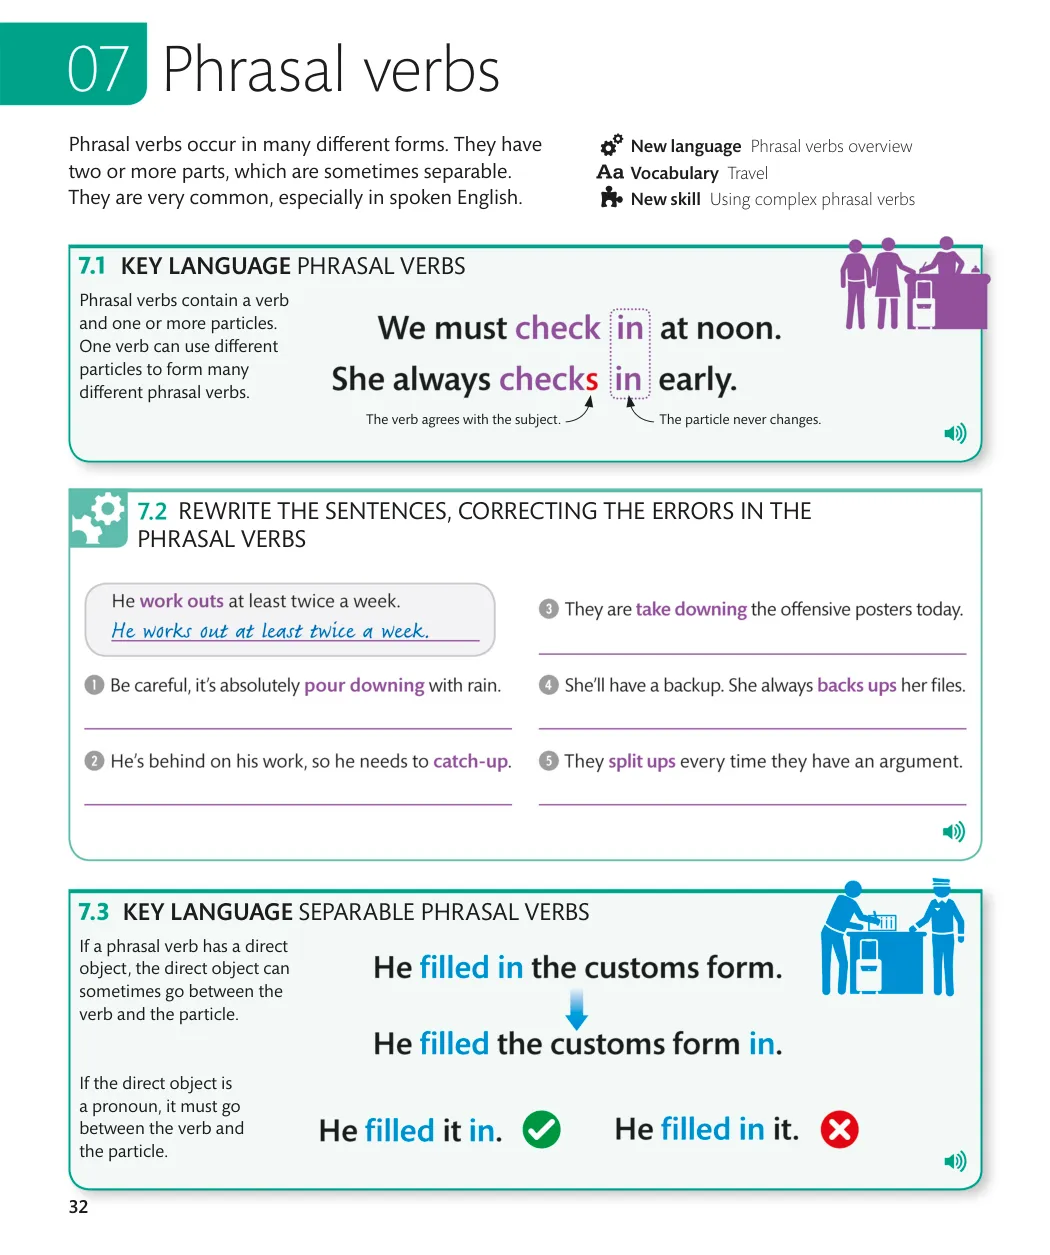 07 Phrasal verbs
Phrasal verbs occur in many different forms. They have
two or more parts, which are sometimes separable.
They are very common, especially in spoken English.
New language Phrasal verbs overview
Aa Vocabulary Travel
New skill Using complex phrasal verbs
7.1 KEY LANGUAGE PHRASAL VERBS
Phrasal verbs contain a verb
and one or more particles.
One verb can use different
particles to form many
different phrasal verbs.
We must check in at noon.
She always checks in early.
The verb agrees with the subject.
The particle never changes.
7.2 REWRITE THE SENTENCES, CORRECTING THE ERRORS IN THE
PHRASAL VERBS
He work outs at least twice a week.
He works out at least twice a week.
1 Be careful, it's absolutely pour downing with rain.
2 He's behind on his work, so he needs to catch-up.
3 They are take downing the offensive posters today.
4 She'll have a backup. She always backs ups her files.
5 They split ups every time they have an argument.
7.3 KEY LANGUAGE SEPARABLE PHRASAL VERBS
If a phrasal verb has a direct
object, the direct object can
sometimes go between the
verb and the particle.
He filled in the customs form.
He filled the customs form in.
If the direct object is
a pronoun, it must go
between the verb and
the particle.
He filled it in.
He filled in it.
32